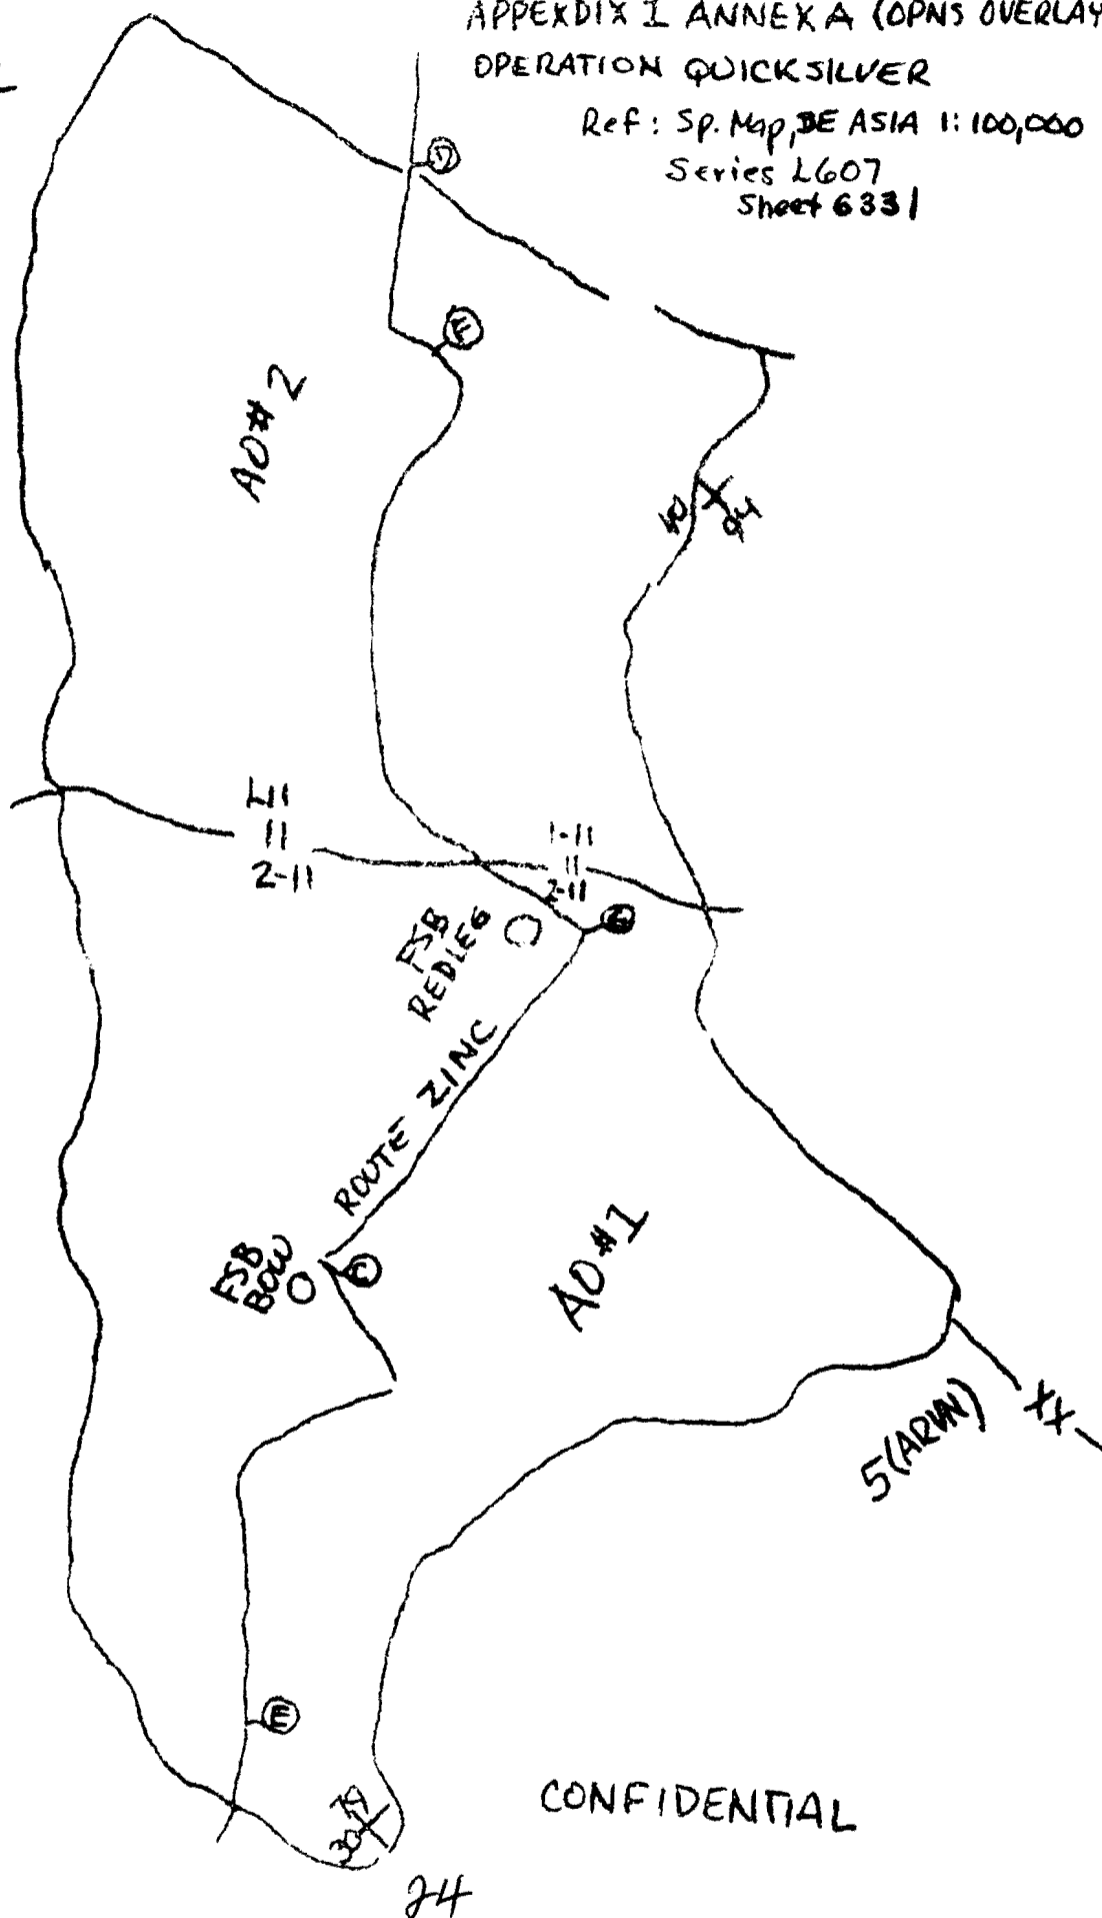 APPEXDIX I ANNEX A (OPNS OVERLAY
OPERATION QUICKSILVER
Ref: Sp. Map, SE ASIA 1:100,000
Series L607
Sheet 6331
D
F
AO#2
40
94
11
2-11
1-11
11
2-11
G
FSB
REDLEG
ROUTE ZINC
FSB
BOW
C
AO#1
XX
5(ARVN)
E
30 79
CONFIDENTIAL
24